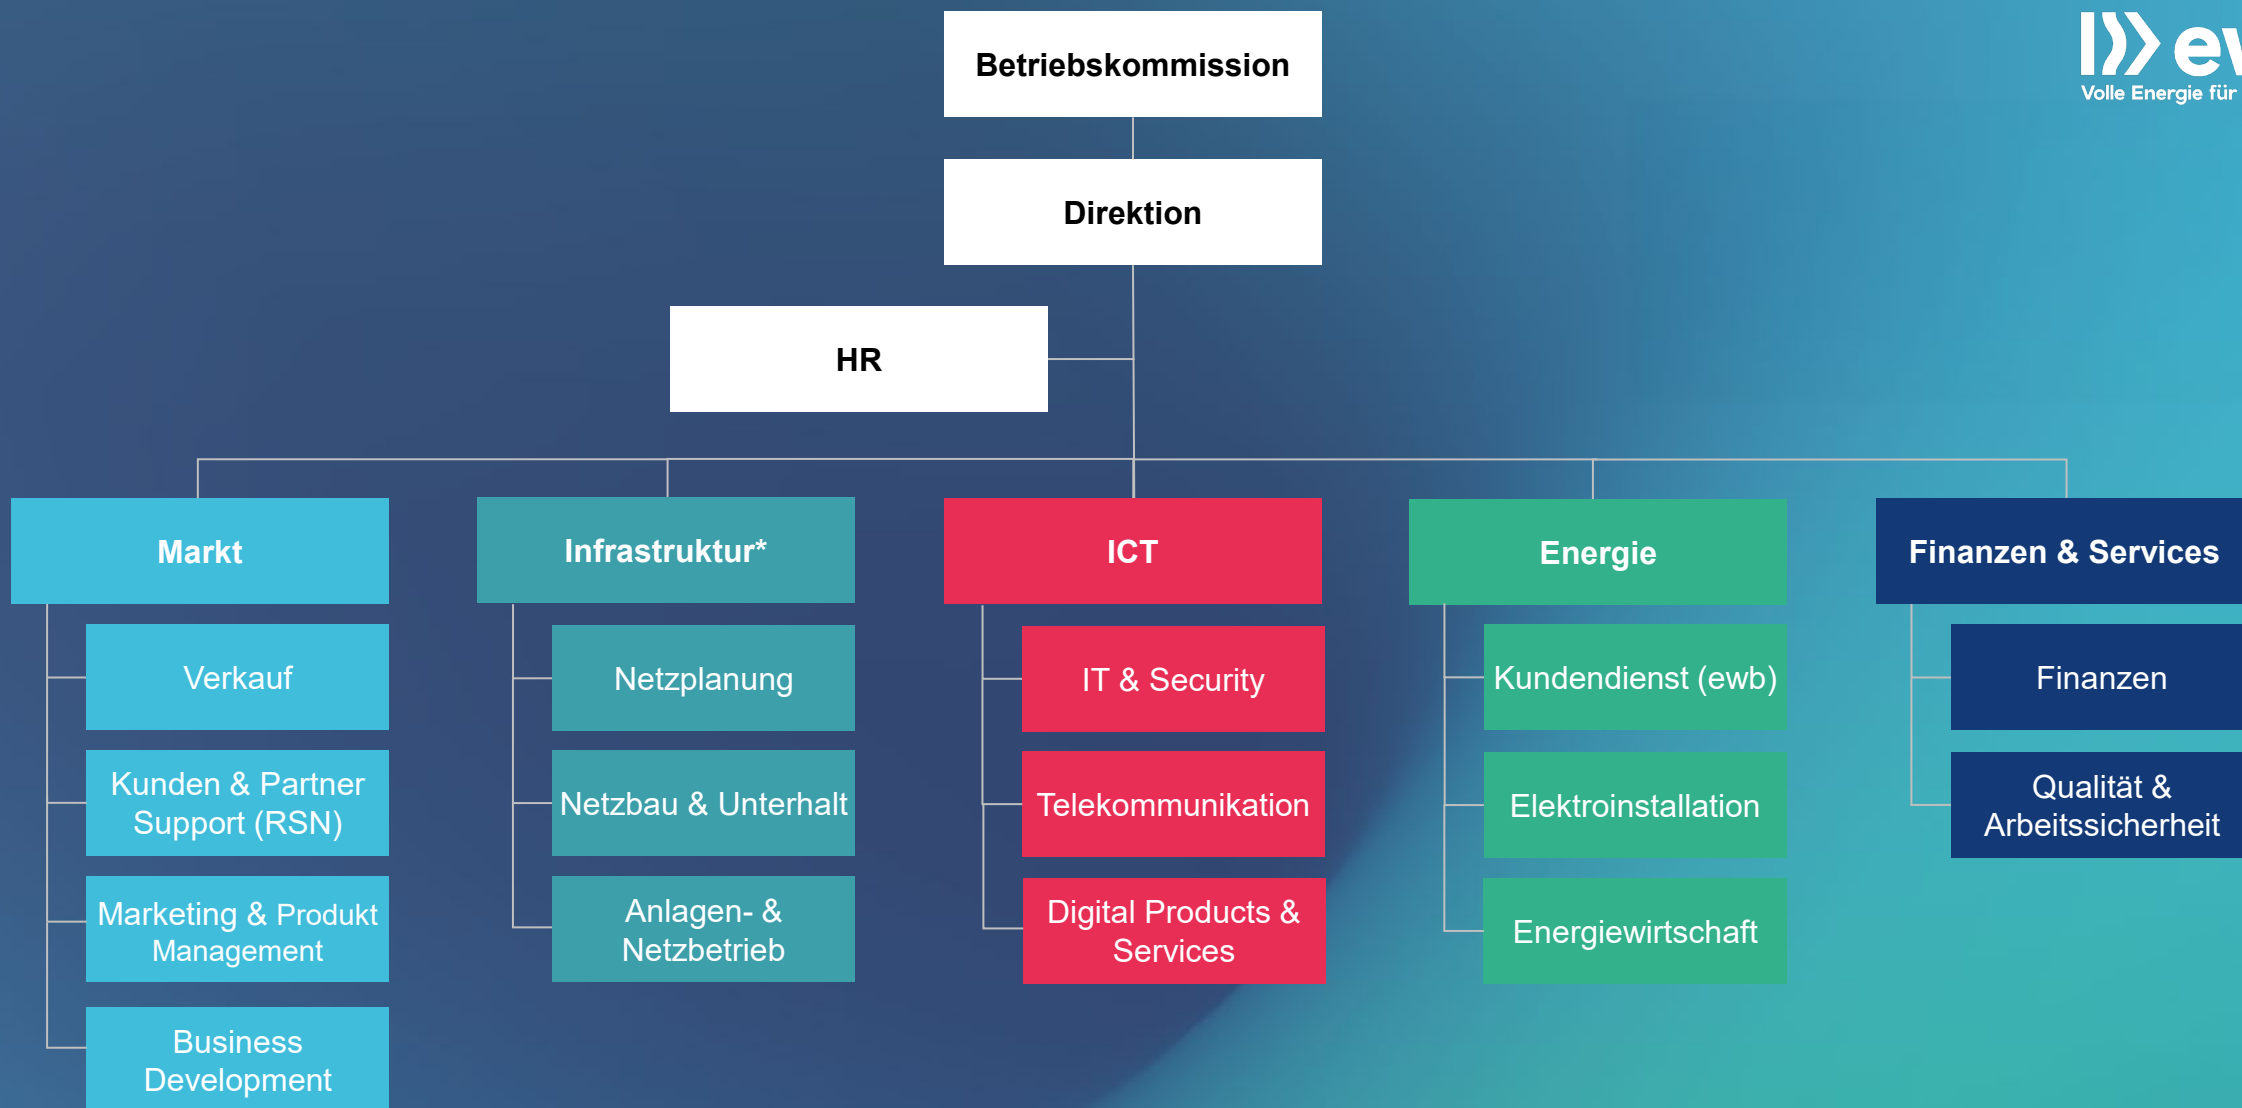 Betriebskommission
Volle Energie für
Direktion
HR
Markt
Infrastruktur*
ICT
Energie
Finanzen & Services
Verkauf
Kunden & Partner
Support (RSN)
Marketing & Produkt
Management
Business
Development
Netzplanung
Netzbau & Unterhalt
Anlagen- &
Netzbetrieb
IT & Security
Telekommunikation
Digital Products &
Services
Kundendienst (ewb)
Elektroinstallation
Energiewirtschaft
Finanzen
Qualität &
Arbeitssicherheit